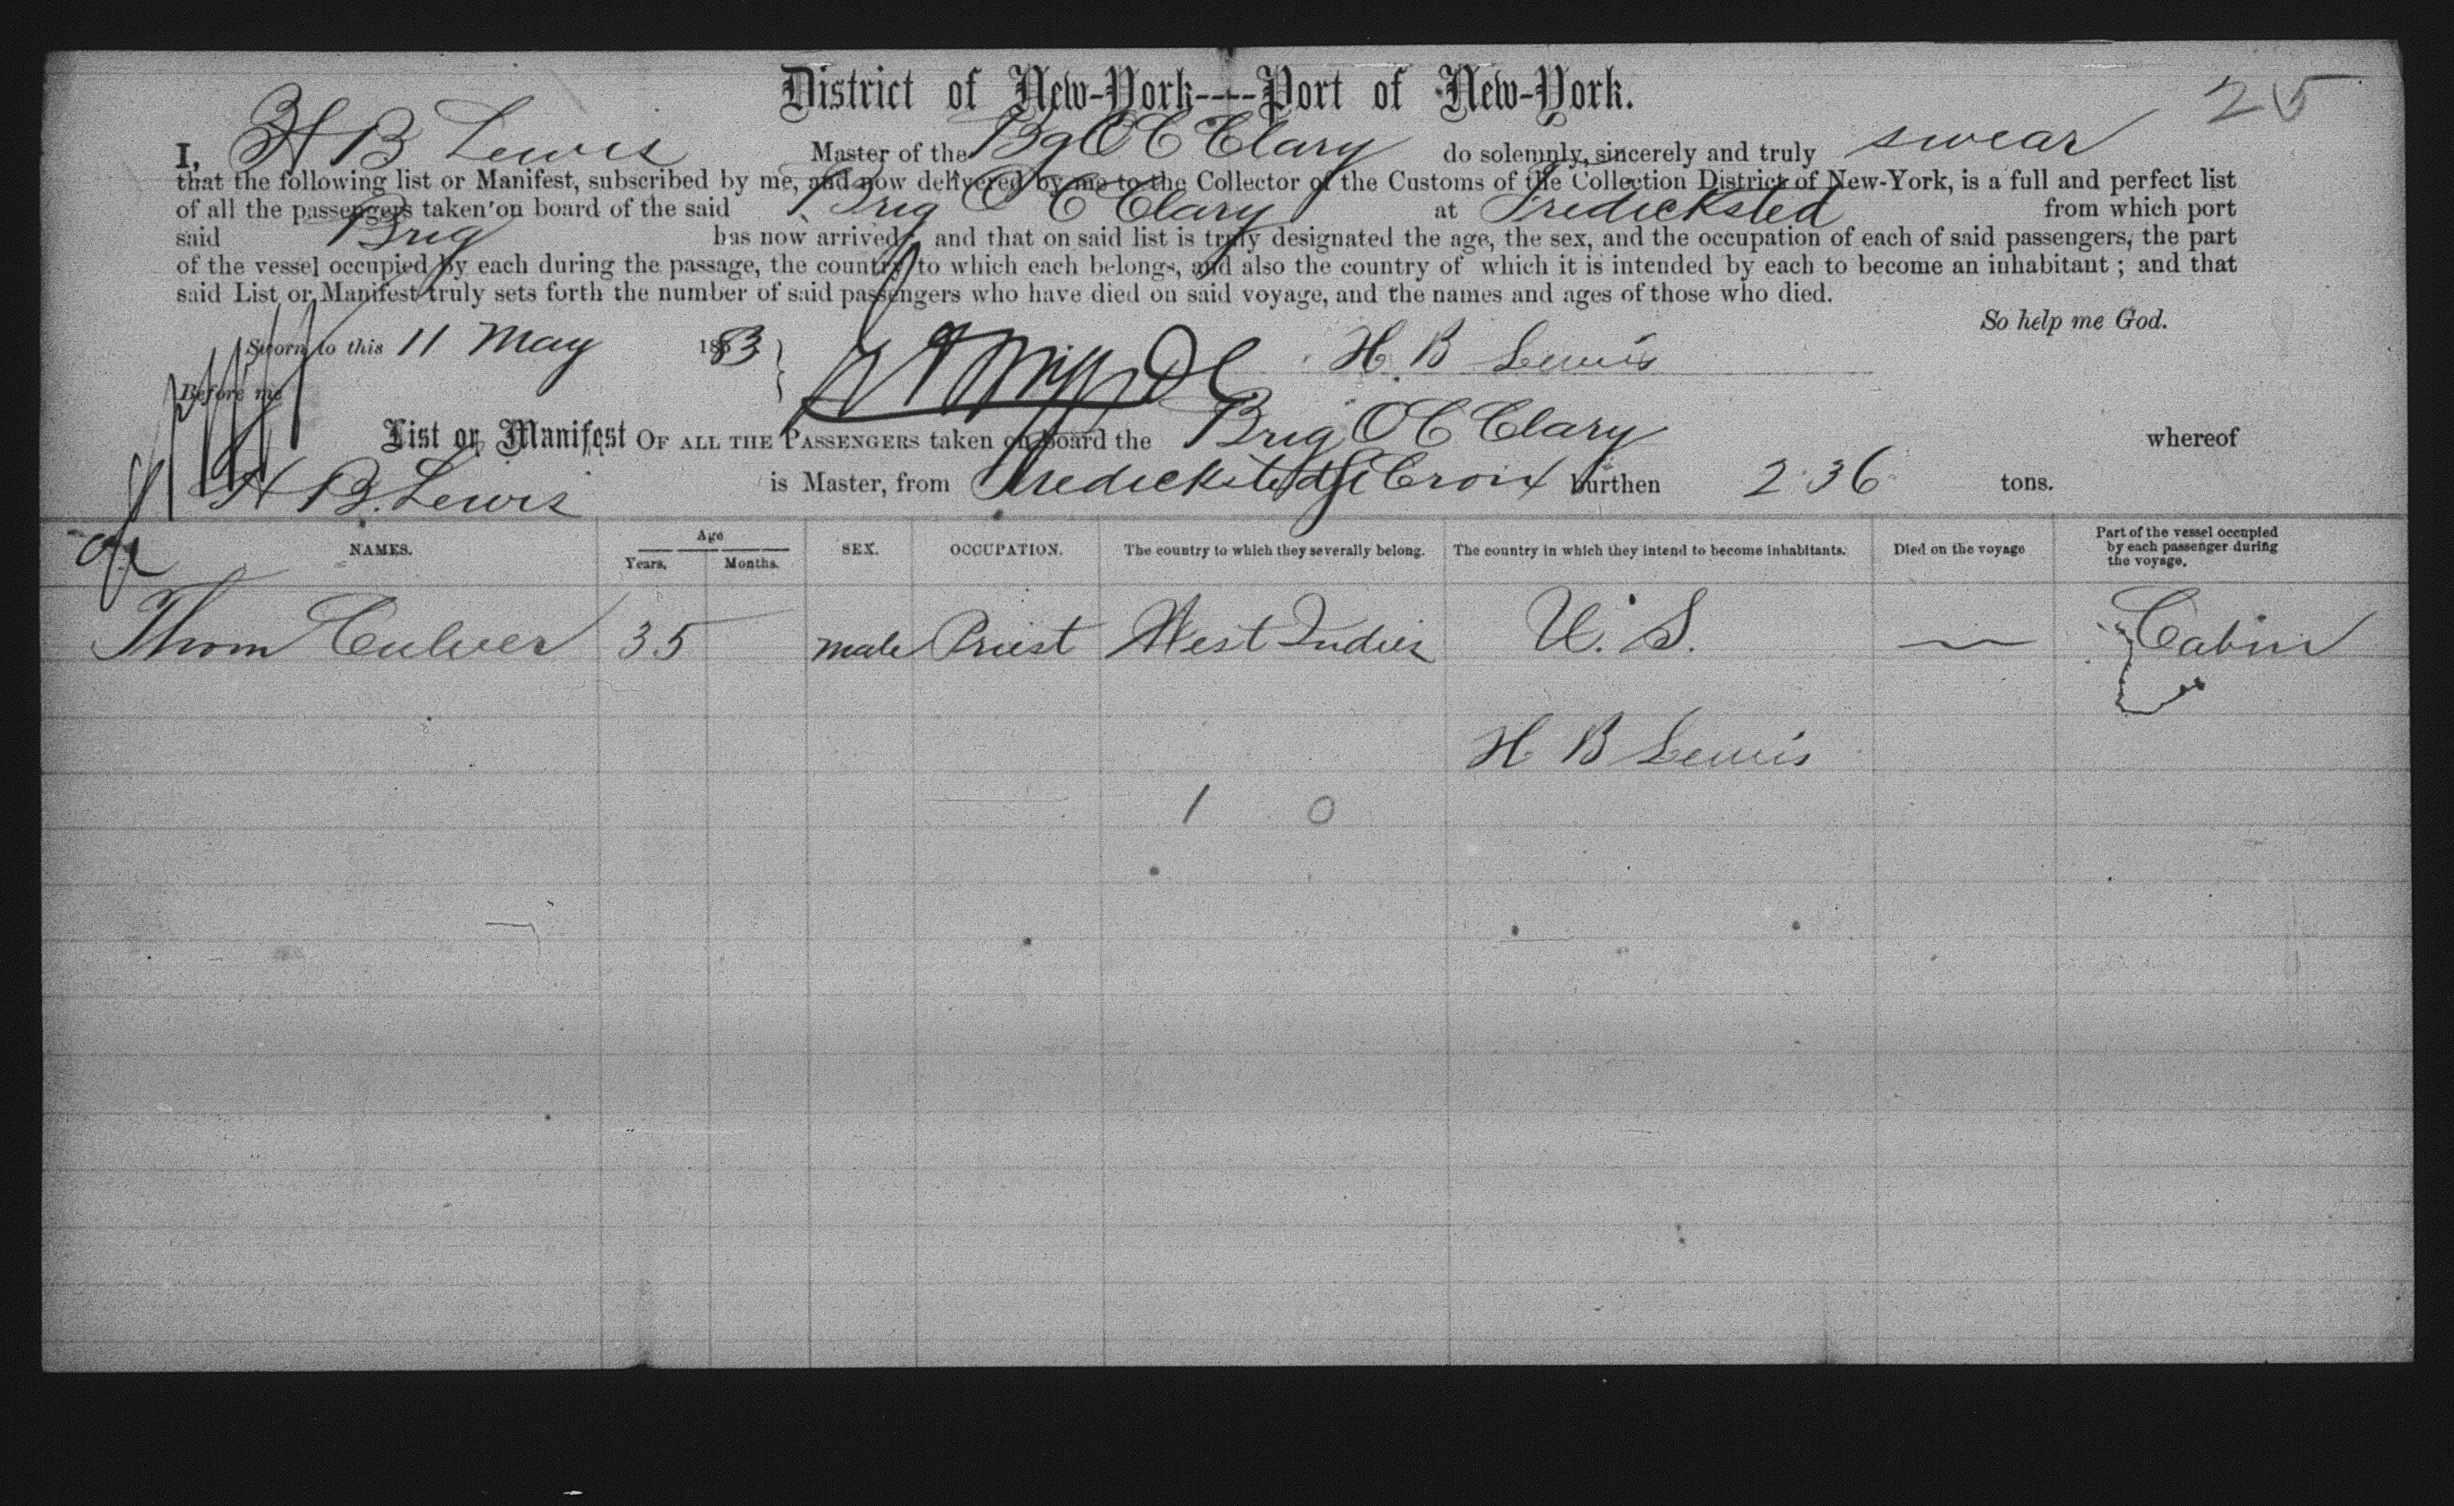 District of New-York----Port of New-York.
25
I, H B Lewis Master of the Bg O C Clary do solemnly, sincerely and truly swear
that the following list or Manifest, subscribed by me, and now delivered by me to the Collector of the Customs of the Collection District of New-York, is a full and perfect list
of all the passengers taken on board of the said Brig O C Clary at Fredicksted from which port
said Brig has now arrived; and that on said list is truly designated the age, the sex, and the occupation of each of said passengers, the part
of the vessel occupied by each during the passage, the country to which each belongs, and also the country of which it is intended by each to become an inhabitant; and that
said List or Manifest truly sets forth the number of said passengers who have died on said voyage, and the names and ages of those who died.
So help me God.
Sworn to this 11 May 1883
H. B Lewis
Before me
List or Manifest OF ALL THE PASSENGERS taken on board the Brig O C Clary whereof
H B. Lewis is Master, from Fredicksted St Croix burthen 236 tons.
NAMES. Age Years. Months. SEX. OCCUPATION. The country to which they severally belong. The country in which they intend to become inhabitants. Died on the voyage Part of the vessel occupied by each passenger during the voyage.
Thom Culver 35 male Priest West Indies U. S. — Cabin
H B Lewis
1 0